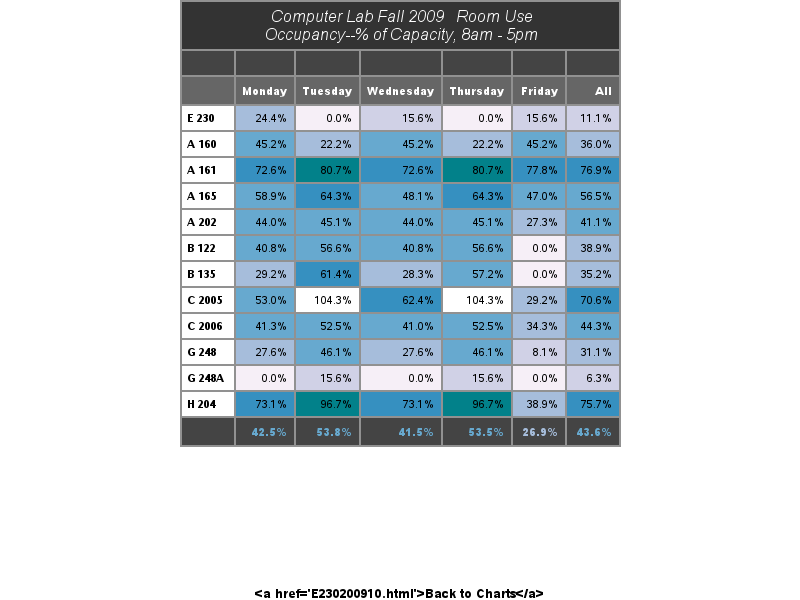 Computer Lab Fall 2009 Room Use
Occupancy--% of Capacity, 8am - 5pm
Monday Tuesday Wednesday Thursday Friday All
E 230 24.4% 0.0% 15.6% 0.0% 15.6% 11.1%
A 160 45.2% 22.2% 45.2% 22.2% 45.2% 36.0%
A 161 72.6% 80.7% 72.6% 80.7% 77.8% 76.9%
A 165 58.9% 64.3% 48.1% 64.3% 47.0% 56.5%
A 202 44.0% 45.1% 44.0% 45.1% 27.3% 41.1%
B 122 40.8% 56.6% 40.8% 56.6% 0.0% 38.9%
B 135 29.2% 61.4% 28.3% 57.2% 0.0% 35.2%
C 2005 53.0% 104.3% 62.4% 104.3% 29.2% 70.6%
C 2006 41.3% 52.5% 41.0% 52.5% 34.3% 44.3%
G 248 27.6% 46.1% 27.6% 46.1% 8.1% 31.1%
G 248A 0.0% 15.6% 0.0% 15.6% 0.0% 6.3%
H 204 73.1% 96.7% 73.1% 96.7% 38.9% 75.7%
42.5% 53.8% 41.5% 53.5% 26.9% 43.6%
<a href='E230200910.html'>Back to Charts</a>